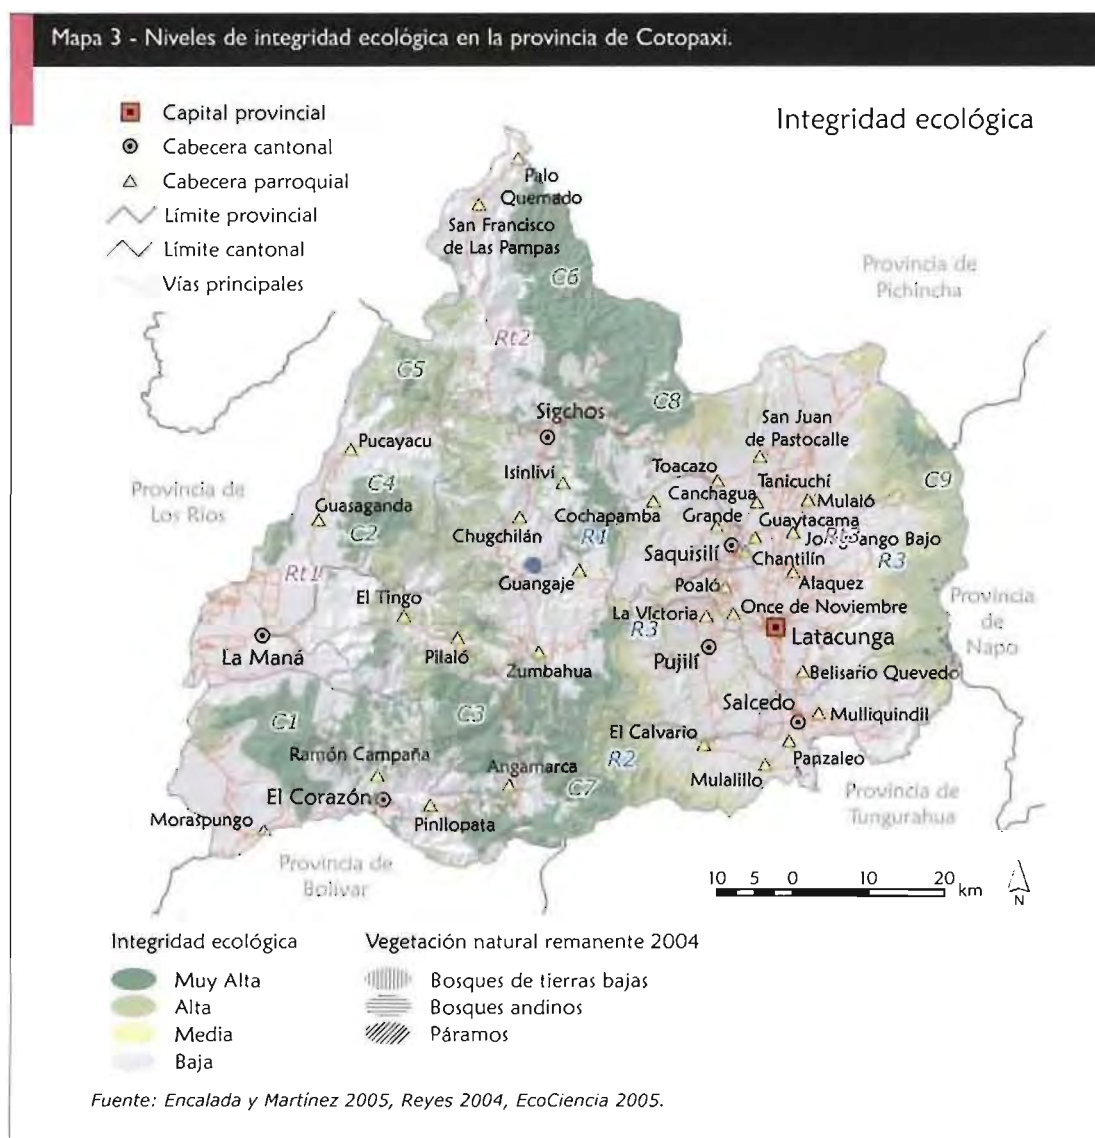 Mapa 3 - Niveles de integridad ecológica en la provincia de Cotopaxi.
Integridad ecológica
Capital provincial
Cabecera cantonal
Cabecera parroquial
Límite provincial
Límite cantonal
Vías principales
Palo
Quemado
San Francisco
de Las Pampas
C6
Provincia de
Pichincha
Rt2
C5
C8
Sigchos
San Juan
de Pastocalle
Pucayacu
Isinliví
Toacazo
Tanicuchí
C9
C4
Canchagua
Mulaló
Provincia de
Los Ríos
Guasaganda
Cochapamba
Grande
Guaytacama
C2
Chugchilán
R1
Saquisilí
Bajo
Chantilín
R3
Rt1
Guangaje
Poaló
Alaquez
El Tingo
La Victoria
Once de Noviembre
Provincia
de
Napo
R3
Latacunga
La Maná
Pilaló
Zumbahua
Pujilí
Belisario Quevedo
Salcedo
C1
C3
El Calvario
Mulliquindil
Ramón Campaña
Angamarca
R2
Panzaleo
Mulalillo
El Corazón
C7
Provincia de
Tungurahua
Moraspungo
Pinllopata
Provincia de
Bolívar
10 5 0 10 20 km
N
Integridad ecológica
Muy Alta
Alta
Media
Baja
Vegetación natural remanente 2004
Bosques de tierras bajas
Bosques andinos
Páramos
Fuente: Encalada y Martínez 2005, Reyes 2004, EcoCiencia 2005.